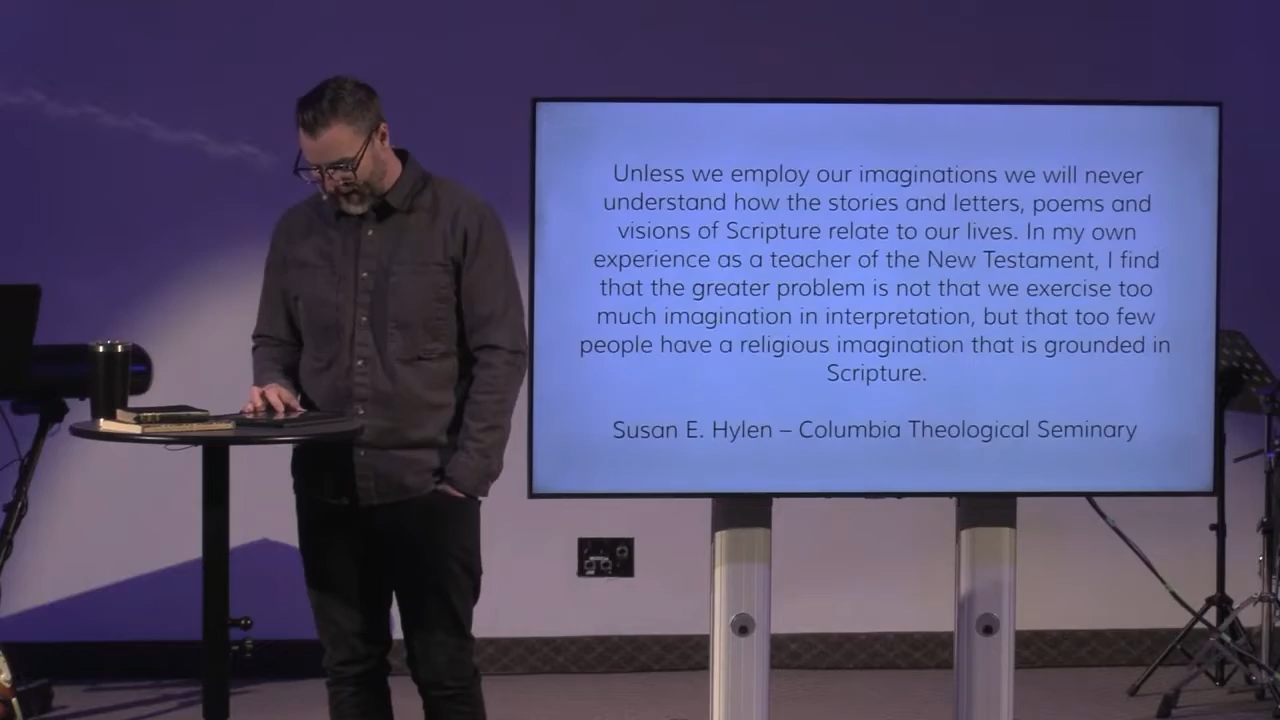 Unless we employ our imaginations we will never
understand how the stories and letters, poems and
visions of Scripture relate to our lives. In my own
experience as a teacher of the New Testament, I find
that the greater problem is not that we exercise too
much imagination in interpretation, but that too few
people have a religious imagination that is grounded in
Scripture.
Susan E. Hylen – Columbia Theological Seminary